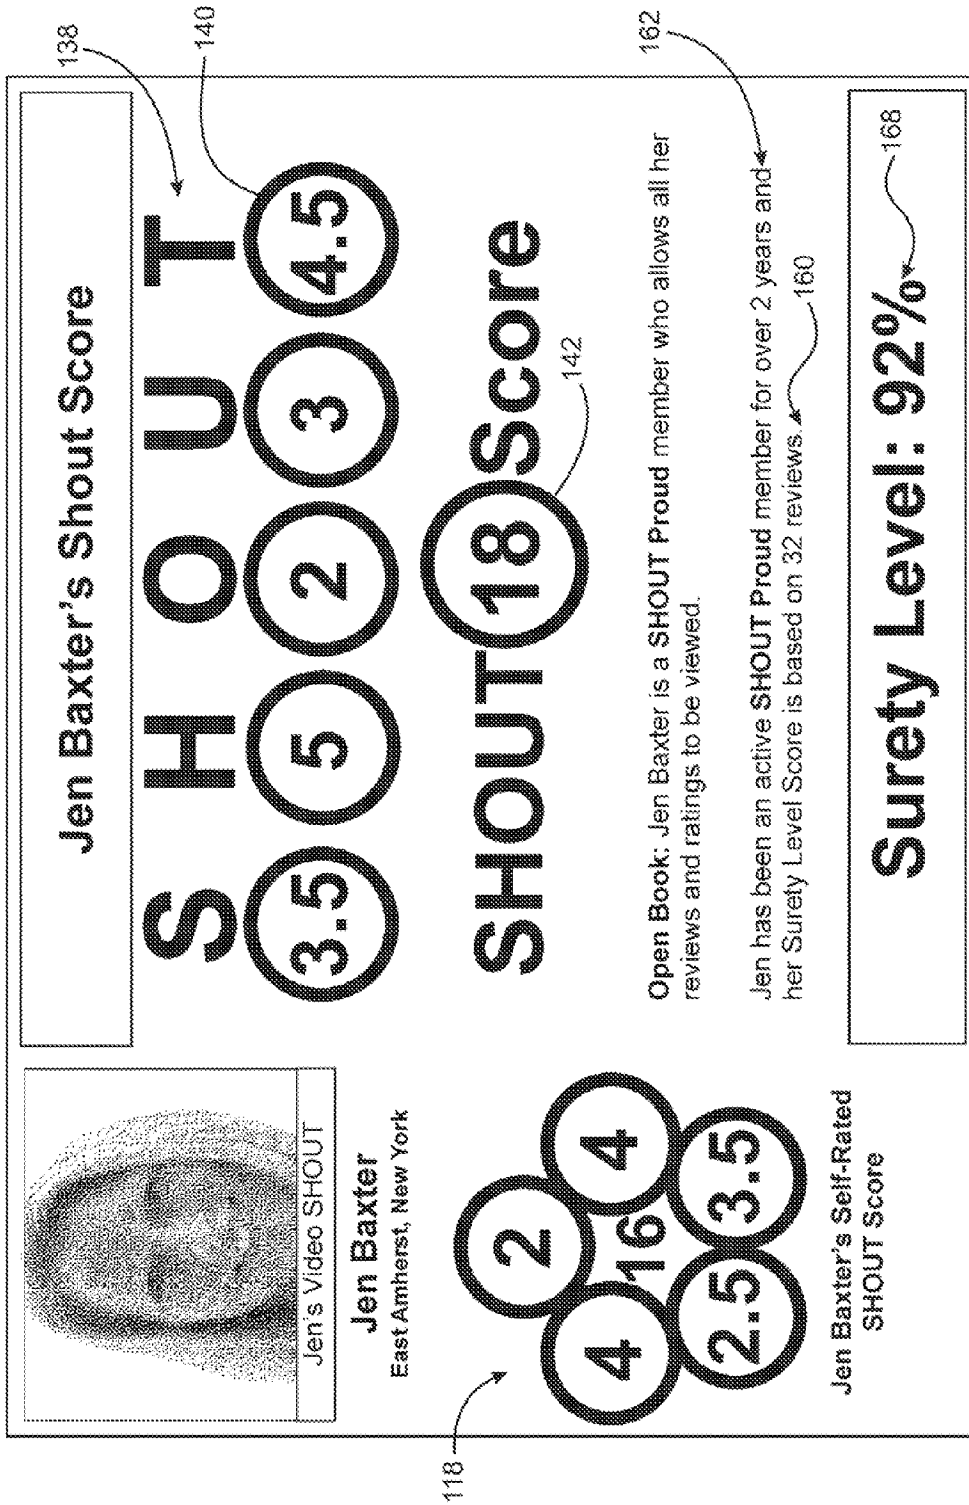 138
140
Jen Baxter's Shout Score
S H O U T
3.5 5 2 3 4.5
SHOUT 18 Score
142
Open Book: Jen Baxter is a SHOUT Proud member who allows all her
reviews and ratings to be viewed.
162
Jen has been an active SHOUT Proud member for over 2 years and
her Surety Level Score is based on 32 reviews.
160
Surety Level: 92%
168
Jen's Video SHOUT
Jen Baxter
East Amherst, New York
118
2
4 4
16
2.5 3.5
Jen Baxter's Self-Rated
SHOUT Score